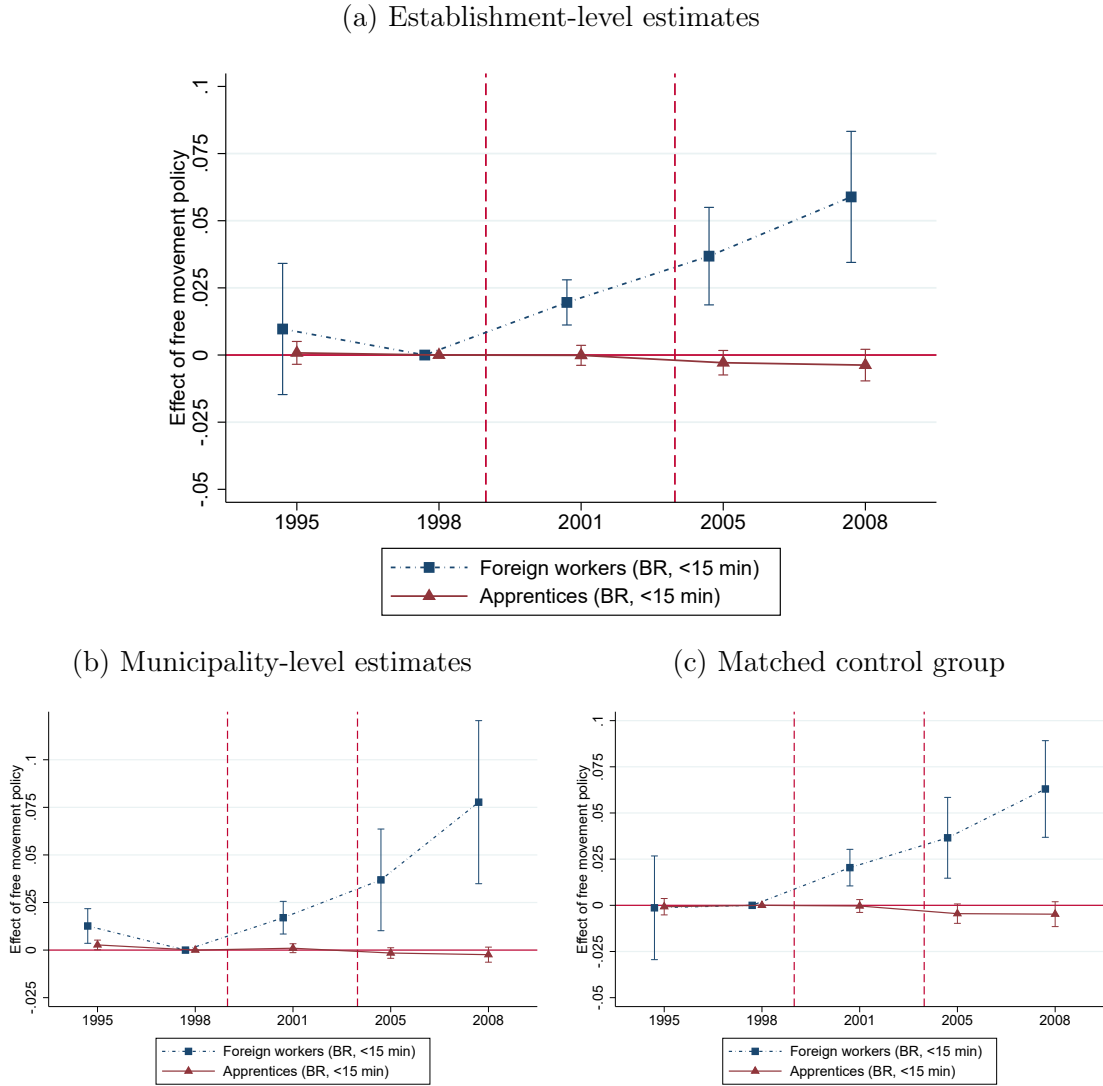 (a) Establishment-level estimates
Effect of free movement policy
.1
.075
.05
.025
0
-.025
-.05
1995 1998 2001 2005 2008
Foreign workers (BR, <15 min)
Apprentices (BR, <15 min)
(b) Municipality-level estimates
Effect of free movement policy
.1
.075
.05
.025
0
-.025
1995 1998 2001 2005 2008
Foreign workers (BR, <15 min)
Apprentices (BR, <15 min)
(c) Matched control group
Effect of free movement policy
.1
.075
.05
.025
0
-.025
-.05
1995 1998 2001 2005 2008
Foreign workers (BR, <15 min)
Apprentices (BR, <15 min)